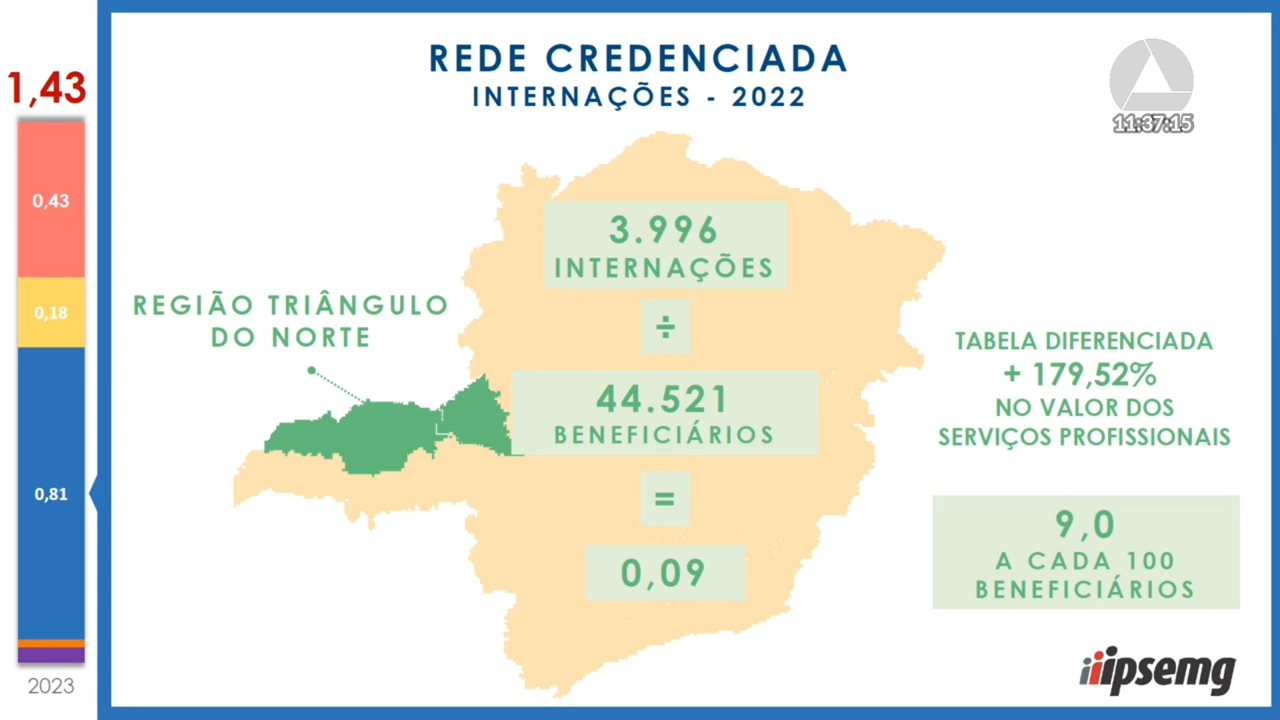 1,43
0,43
0,18
0,81
2023
REDE CREDENCIADA
INTERNAÇÕES - 2022
11:37:15
3.996
INTERNAÇÕES
÷
44.521
BENEFICIÁRIOS
=
0,09
REGIÃO TRIÂNGULO
DO NORTE
TABELA DIFERENCIADA
+ 179,52%
NO VALOR DOS
SERVIÇOS PROFISSIONAIS
9,0
A CADA 100
BENEFICIÁRIOS
ipsemg